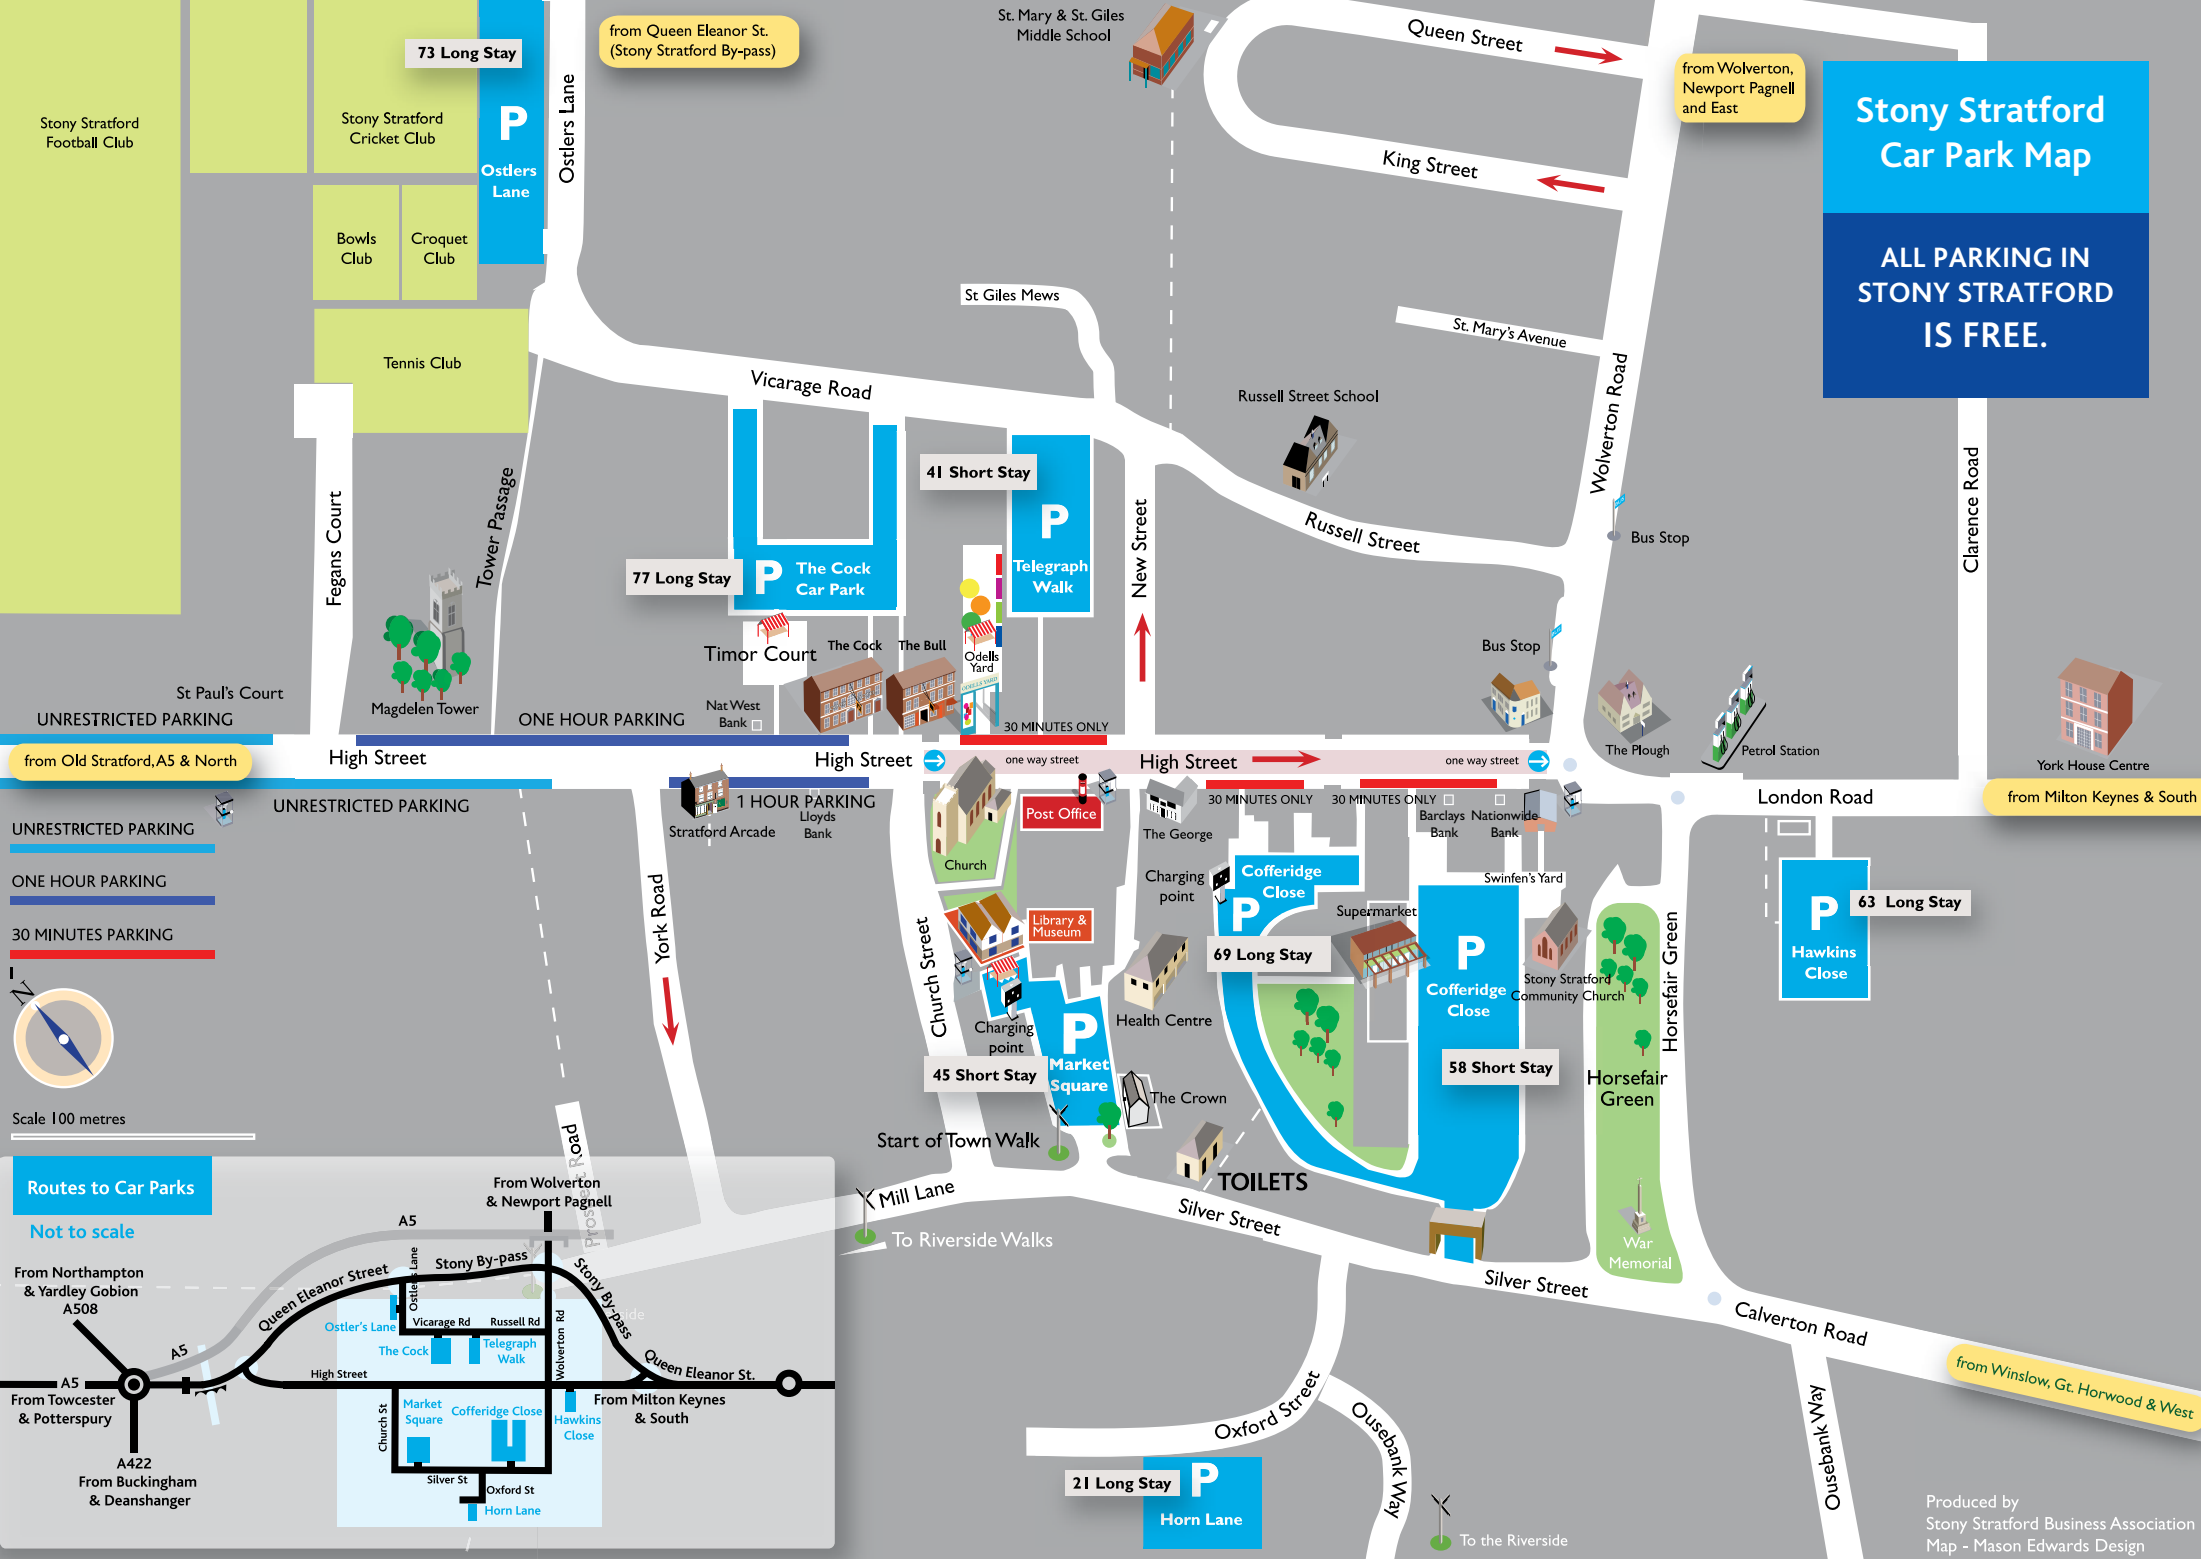 73 Long Stay
P
Ostlers
Lane
Ostlers Lane
from Queen Eleanor St.
(Stony Stratford By-pass)
St. Mary & St. Giles
Middle School
Queen Street
King Street
from Wolverton,
Newport Pagnell
and East
Stony Stratford
Car Park Map
ALL PARKING IN
STONY STRATFORD
IS FREE.
Stony Stratford
Football Club
Stony Stratford
Cricket Club
Bowls
Club
Croquet
Club
Tennis Club
St Giles Mews
St. Mary's Avenue
Wolverton Road
Vicarage Road
Russell Street School
Russell Street
Bus Stop
Clarence Road
Fegans Court
Tower Passage
41 Short Stay
P
Telegraph
Walk
New Street
77 Long Stay
P
The Cock
Car Park
Timor Court
The Cock
The Bull
Odells
Yard
ODELLS YARD
Bus Stop
St Paul's Court
Magdelen Tower
Nat West
Bank
UNRESTRICTED PARKING
ONE HOUR PARKING
30 MINUTES ONLY
from Old Stratford, A5 & North
High Street
High Street
one way street
High Street
one way street
The Plough
Petrol Station
York House Centre
UNRESTRICTED PARKING
Stratford Arcade
1 HOUR PARKING
Lloyds
Bank
Post Office
The George
30 MINUTES ONLY
30 MINUTES ONLY
Barclays
Bank
Nationwide
Bank
London Road
from Milton Keynes & South
UNRESTRICTED PARKING
ONE HOUR PARKING
30 MINUTES PARKING
N
Scale 100 metres
York Road
Church Street
Church
Library &
Museum
Charging
point
45 Short Stay
P
Market
Square
Health Centre
The Crown
Charging
point
Cofferidge
Close
P
69 Long Stay
Supermarket
P
Cofferidge
Close
58 Short Stay
Swinfen's Yard
Stony Stratford
Community Church
Horsefair Green
Horsefair
Green
War
Memorial
P
63 Long Stay
Hawkins
Close
Start of Town Walk
TOILETS
Mill Lane
To Riverside Walks
Silver Street
Silver Street
Calverton Road
from Winslow, Gt. Horwood & West
Oxford Street
Ousebank Way
Ousebank Way
21 Long Stay
P
Horn Lane
To the Riverside
Prospect Road
Routes to Car Parks
Not to scale
From Wolverton
& Newport Pagnell
A5
Stony By-pass
Stony By-pass
Queen Eleanor Street
Ostlers Lane
From Northampton
& Yardley Gobion
A508
Ostler's Lane
Vicarage Rd
Russell Rd
Wolverton Rd
The Cock
Telegraph
Walk
Queen Eleanor St.
A5
High Street
A5
From Towcester
& Potterspury
From Milton Keynes
& South
Market
Square
Cofferidge Close
Hawkins
Close
Church St
Silver St
Oxford St
Horn Lane
A422
From Buckingham
& Deanshanger
Produced by
Stony Stratford Business Association
Map - Mason Edwards Design